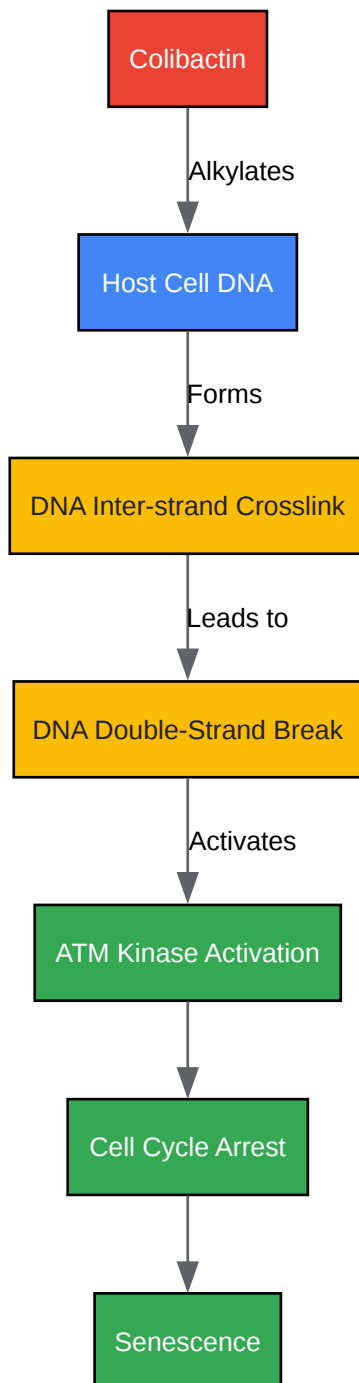 Colibactin
Alkylates
Host Cell DNA
Forms
DNA Inter-strand Crosslink
Leads to
DNA Double-Strand Break
Activates
ATM Kinase Activation
Cell Cycle Arrest
Senescence